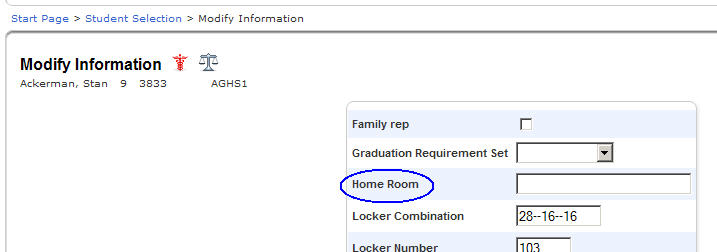 Start Page > Student Selection > Modify Information
Modify Information
Ackerman, Stan 9 3833 AGHS1
Family rep
Graduation Requirement Set
Home Room
Locker Combination 28--16--16
Locker Number 103